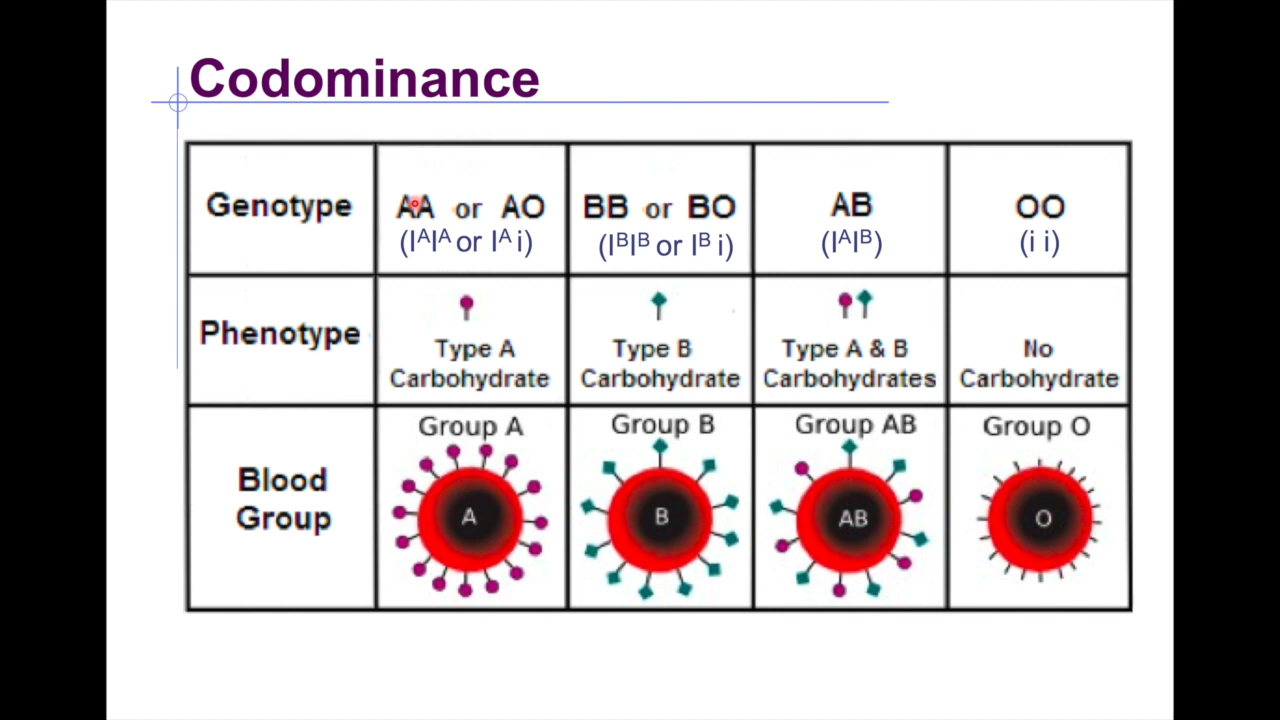 Codominance
Genotype
AA or AO
(IᴬIᴬ or Iᴬ i)
BB or BO
(IᴮIᴮ or Iᴮ i)
AB
(IᴬIᴮ)
OO
(i i)
Phenotype
Type A
Carbohydrate
Type B
Carbohydrate
Type A & B
Carbohydrates
No
Carbohydrate
Blood
Group
Group A
A
Group B
B
Group AB
AB
Group O
O